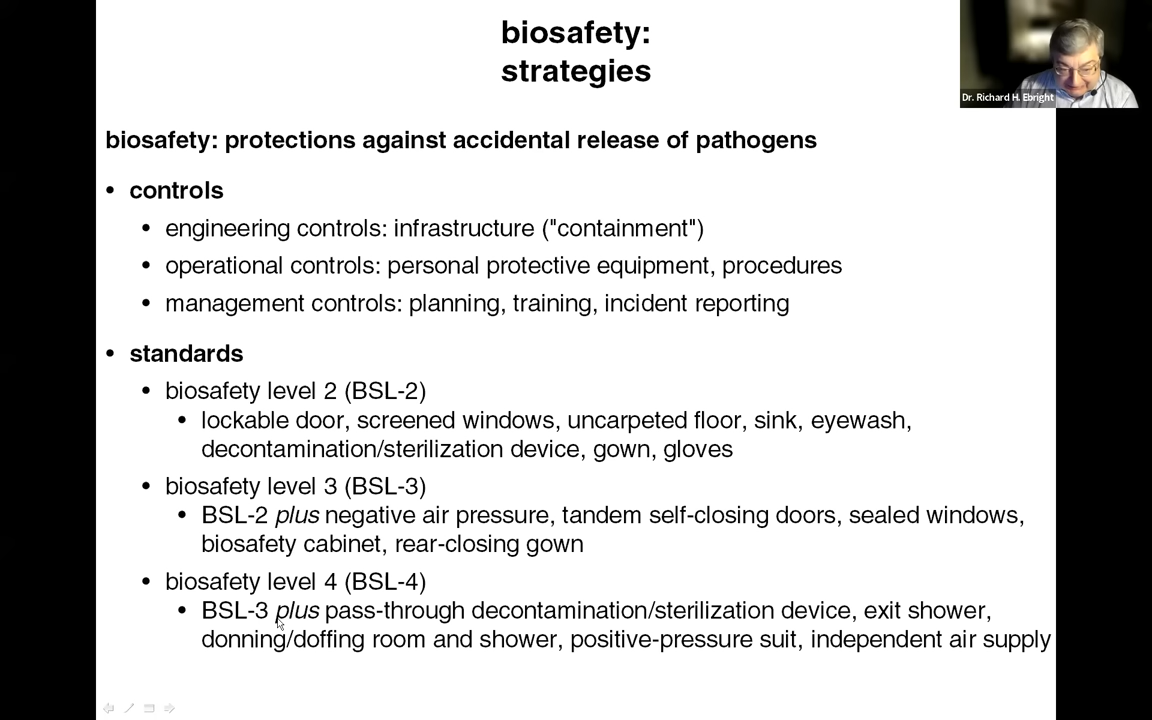 biosafety:
strategies
Dr. Richard H. Ebright
biosafety: protections against accidental release of pathogens
• controls
• engineering controls: infrastructure ("containment")
• operational controls: personal protective equipment, procedures
• management controls: planning, training, incident reporting
• standards
• biosafety level 2 (BSL-2)
• lockable door, screened windows, uncarpeted floor, sink, eyewash,
decontamination/sterilization device, gown, gloves
• biosafety level 3 (BSL-3)
• BSL-2 plus negative air pressure, tandem self-closing doors, sealed windows,
biosafety cabinet, rear-closing gown
• biosafety level 4 (BSL-4)
• BSL-3 plus pass-through decontamination/sterilization device, exit shower,
donning/doffing room and shower, positive-pressure suit, independent air supply